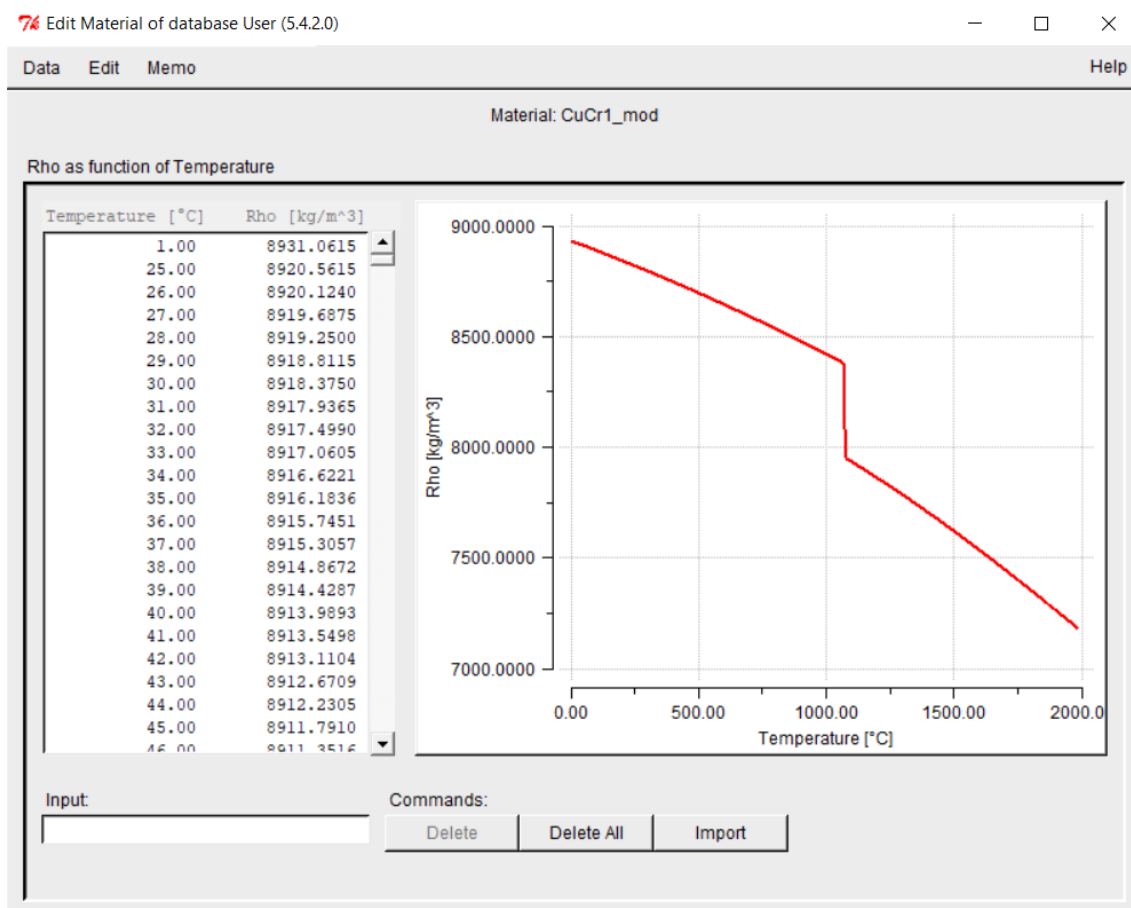 Edit Material of database User (5.4.2.0)
Data Edit Memo Help
Material: CuCr1_mod
Rho as function of Temperature
Temperature [°C] Rho [kg/m^3]
1.00 8931.0615
25.00 8920.5615
26.00 8920.1240
27.00 8919.6875
28.00 8919.2500
29.00 8918.8115
30.00 8918.3750
31.00 8917.9365
32.00 8917.4990
33.00 8917.0605
34.00 8916.6221
35.00 8916.1836
36.00 8915.7451
37.00 8915.3057
38.00 8914.8672
39.00 8914.4287
40.00 8913.9893
41.00 8913.5498
42.00 8913.1104
43.00 8912.6709
44.00 8912.2305
45.00 8911.7910
46.00 8911.3516
9000.0000
8500.0000
8000.0000
7500.0000
7000.0000
Rho [kg/m^3]
0.00 500.00 1000.00 1500.00 2000.0
Temperature [°C]
Input: Commands:
Delete Delete All Import